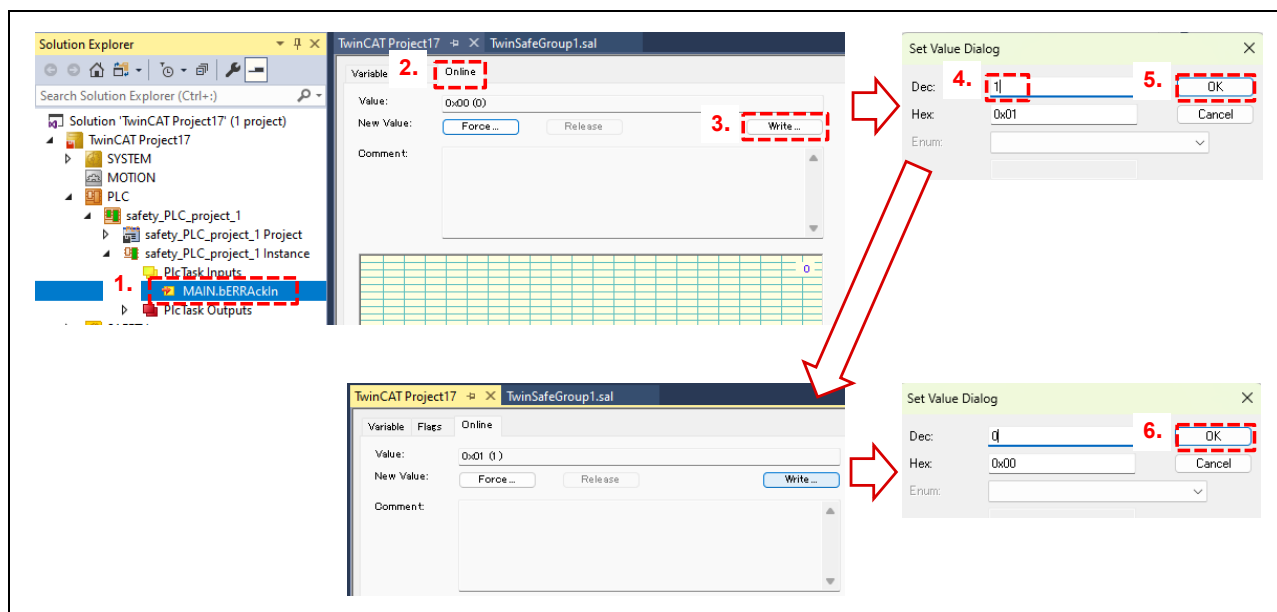 Solution Explorer
Search Solution Explorer (Ctrl+:)
Solution 'TwinCAT Project17' (1 project)
TwinCAT Project17
SYSTEM
MOTION
PLC
safety_PLC_project_1
safety_PLC_project_1 Project
safety_PLC_project_1 Instance
PlcTask Inputs
1.
MAIN.bERRAckIn
PlcTask Outputs
TwinCAT Project17 TwinSafeGroup1.sal
Variable 2. Online
Value: 0x00 (0)
New Value: Force ... Release 3. Write ...
Comment:
0
Set Value Dialog
Dec: 4. 1 5. OK
Hex: 0x01 Cancel
Enum:
TwinCAT Project17 TwinSafeGroup1.sal
Variable Flags Online
Value: 0x01 (1)
New Value: Force ... Release Write ...
Comment:
Set Value Dialog
Dec: 0 6. OK
Hex: 0x00 Cancel
Enum: